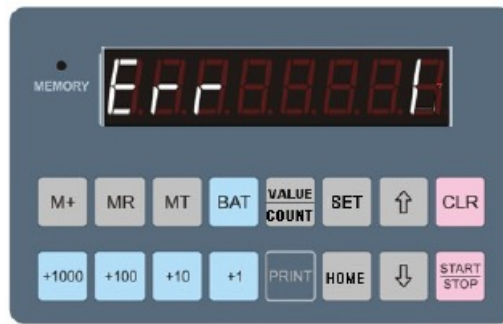 Err 1
MEMORY
M+ MR MT BAT VALUE COUNT SET ⇧ CLR
+1000 +100 +10 +1 PRINT HOME ⇩ START STOP